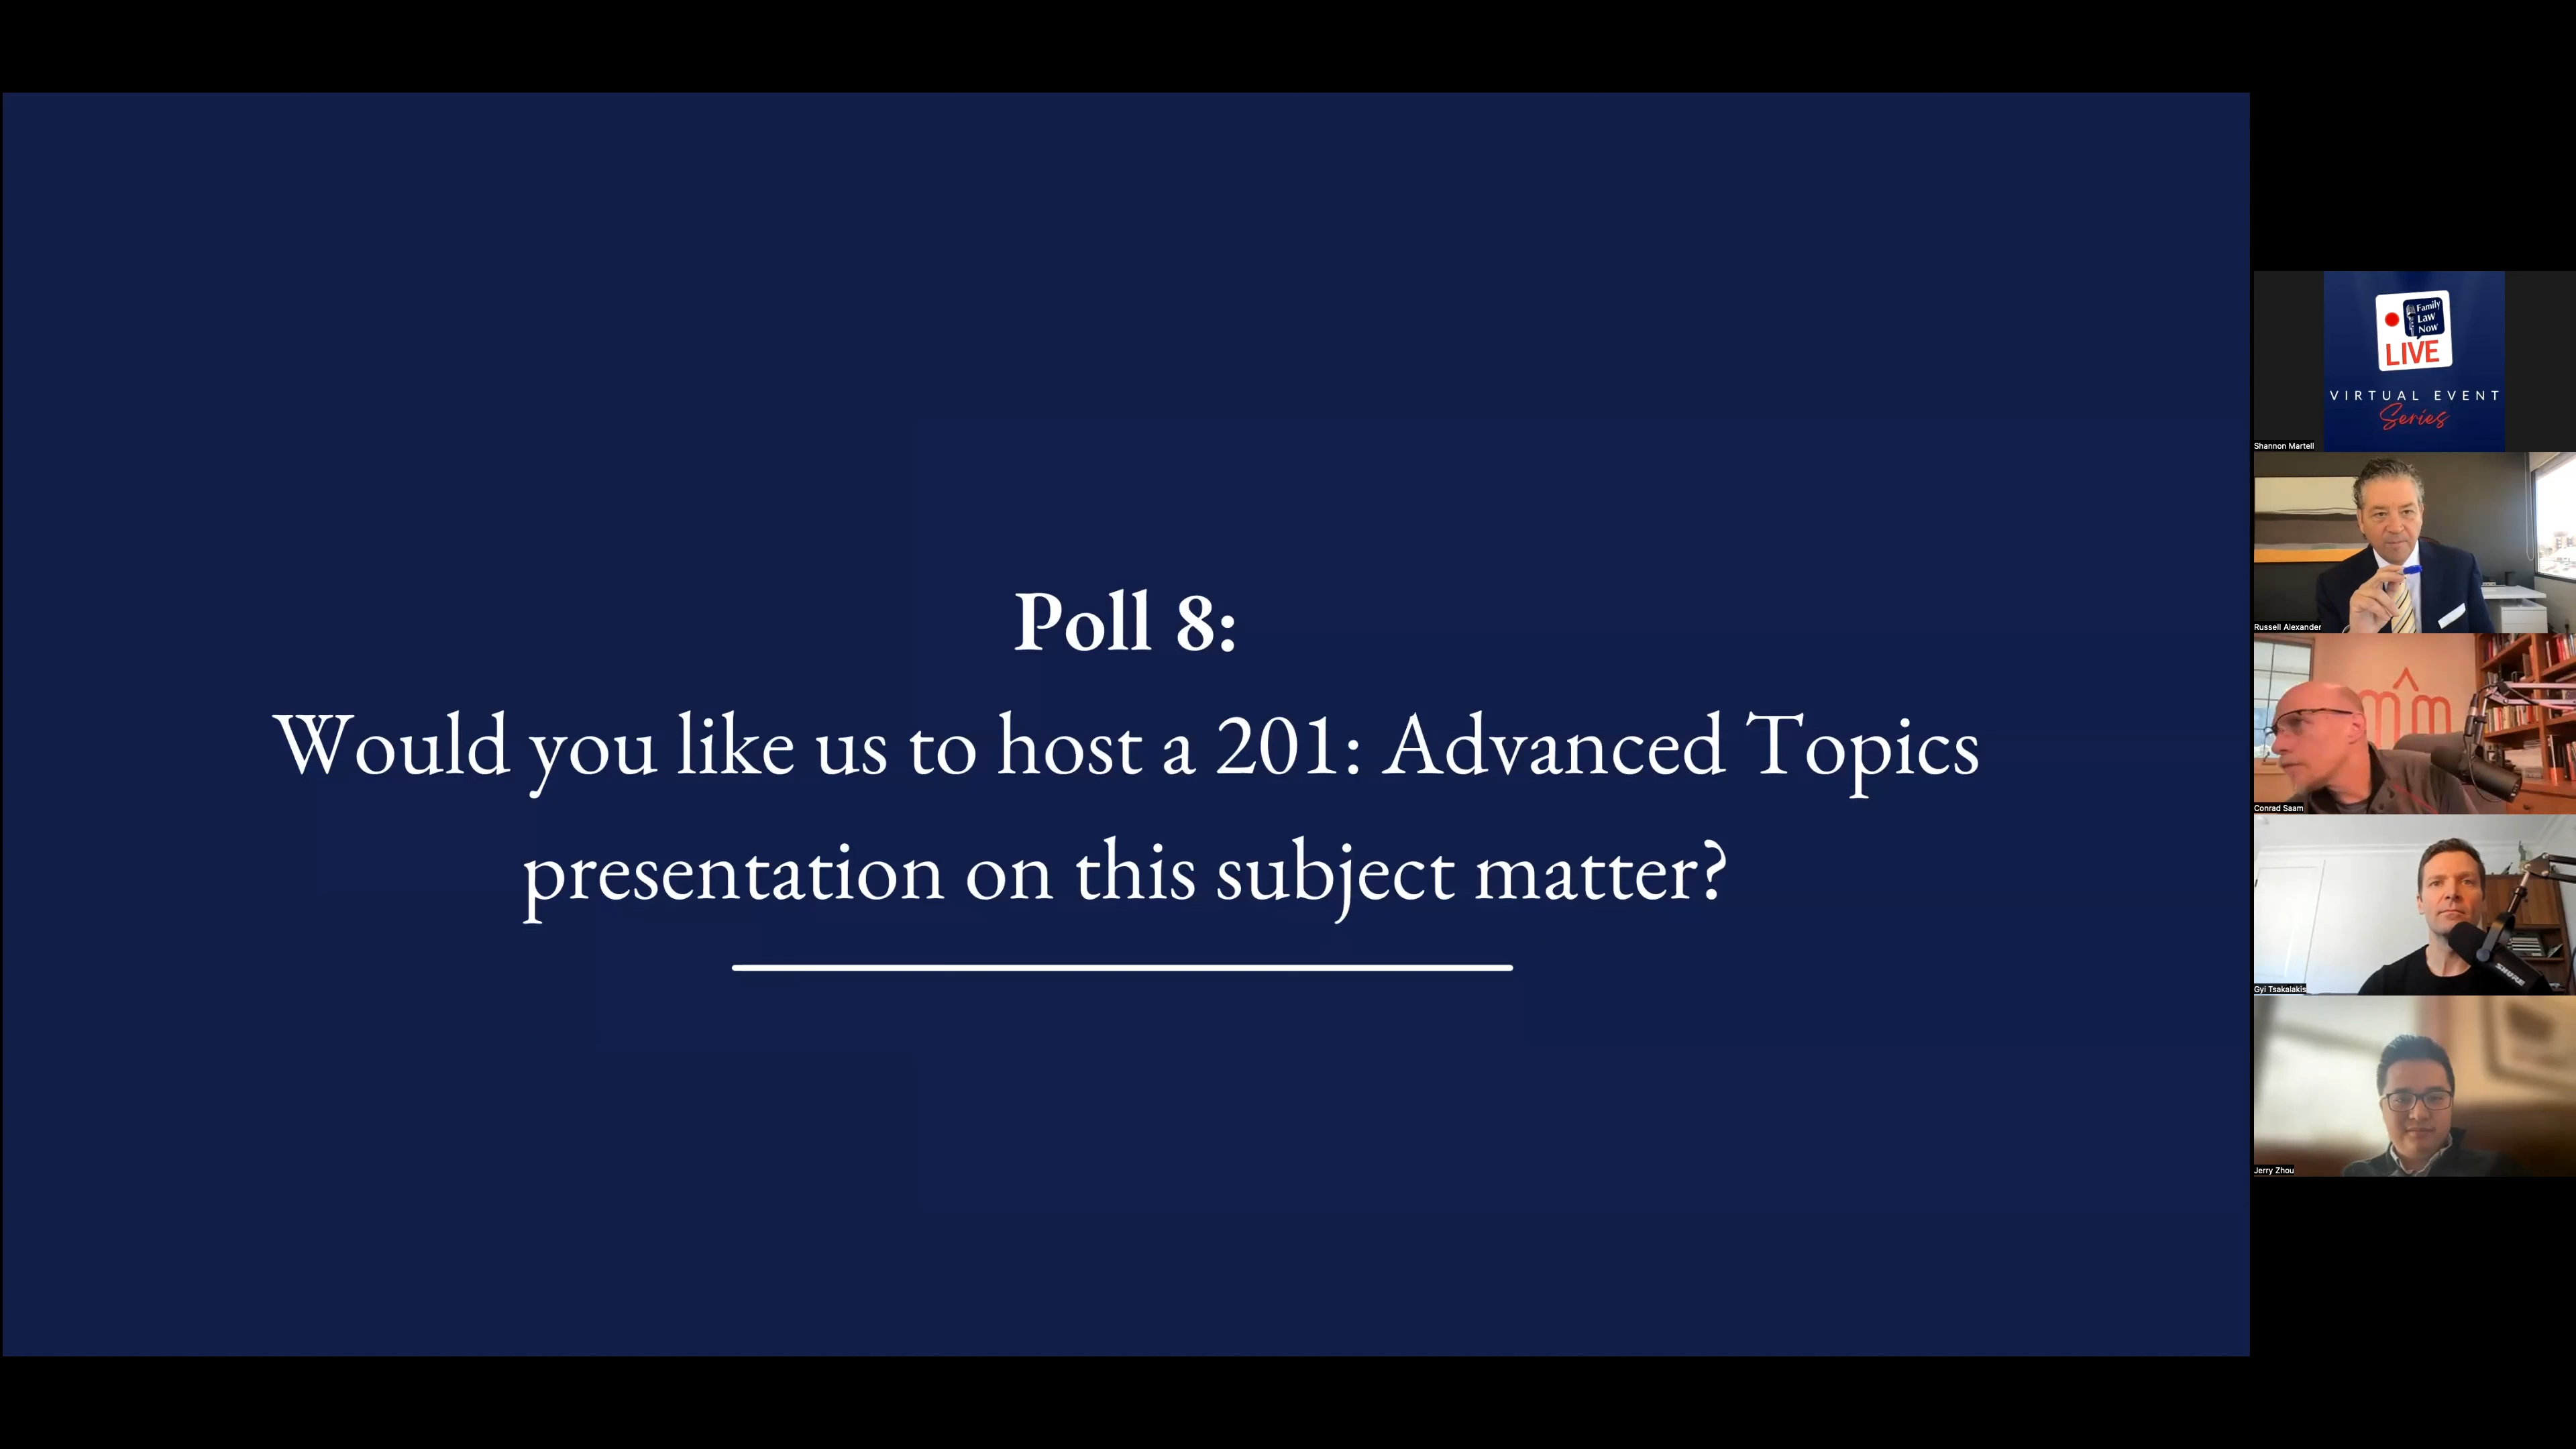 Poll 8:
Would you like us to host a 201: Advanced Topics
presentation on this subject matter?
Family
Law
Now
LIVE
VIRTUAL EVENT
Series
Shannon Martell
Russell Alexander
Conrad Saam
SHURE
Gyi Tsakalakis
Jerry Zhou